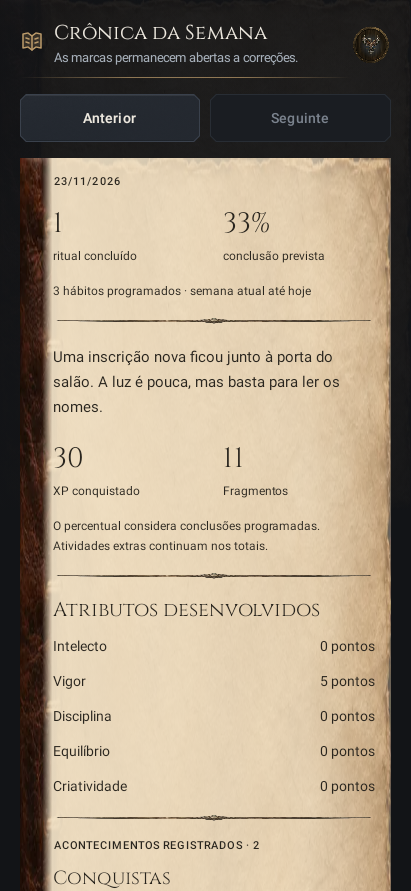 Crônica da Semana
As marcas permanecem abertas a correções.
Anterior
Seguinte
23/11/2026
1
33%
ritual concluído
conclusão prevista
3 hábitos programados · semana atual até hoje
Uma inscrição nova ficou junto à porta do
salão. A luz é pouca, mas basta para ler os
nomes.
30
11
XP conquistado
Fragmentos
O percentual considera conclusões programadas.
Atividades extras continuam nos totais.
Atributos desenvolvidos
Intelecto 0 pontos
Vigor 5 pontos
Disciplina 0 pontos
Equilíbrio 0 pontos
Criatividade 0 pontos
ACONTECIMENTOS REGISTRADOS · 2
Conquistas